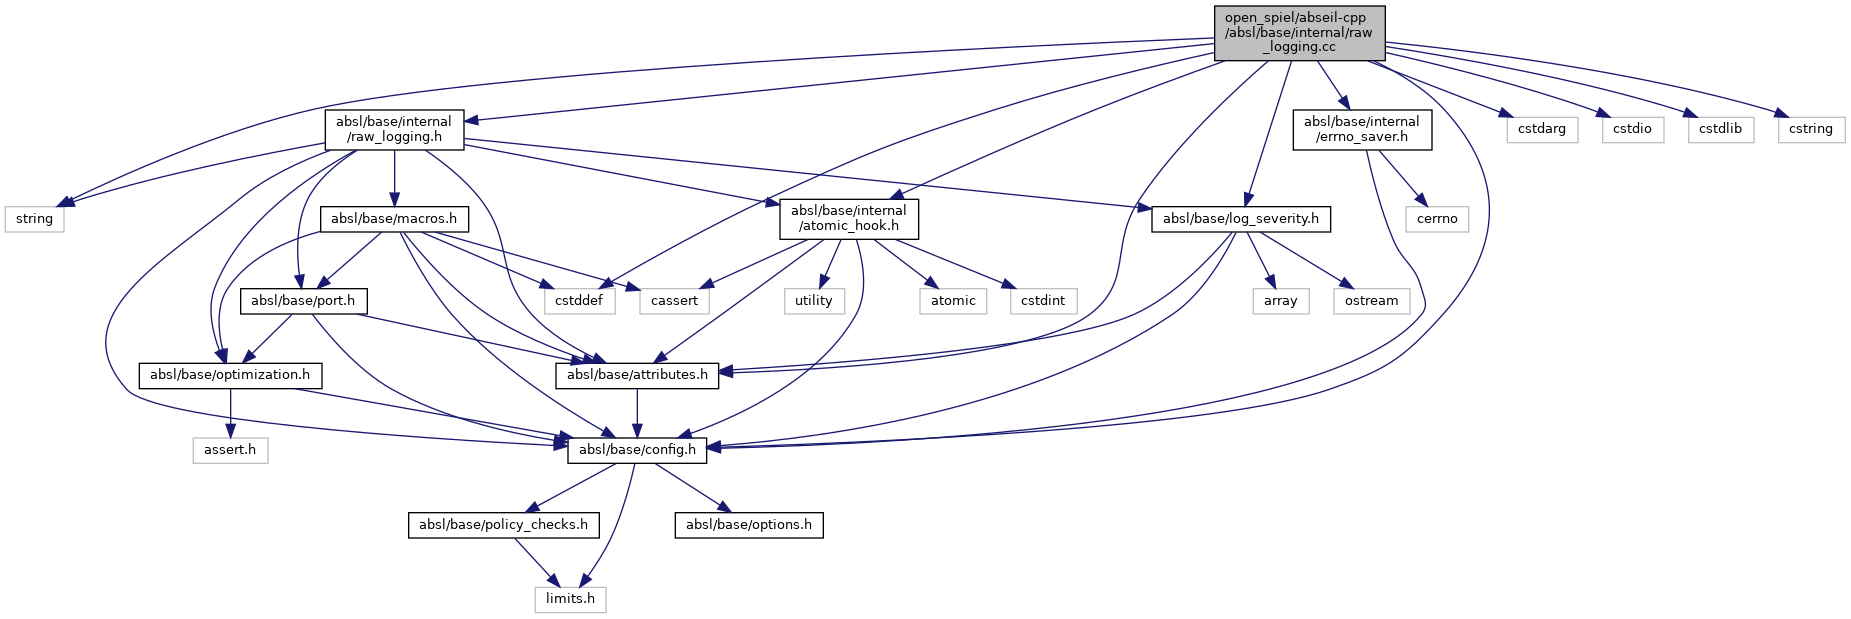 open_spiel/abseil-cpp
/absl/base/internal/raw
_logging.cc
absl/base/internal
/raw_logging.h
absl/base/internal
/errno_saver.h
cstdarg
cstdio
cstdlib
cstring
string
absl/base/macros.h
absl/base/internal
/atomic_hook.h
absl/base/log_severity.h
cerrno
absl/base/port.h
cstddef
cassert
utility
atomic
cstdint
array
ostream
absl/base/optimization.h
absl/base/attributes.h
assert.h
absl/base/config.h
absl/base/policy_checks.h
absl/base/options.h
limits.h